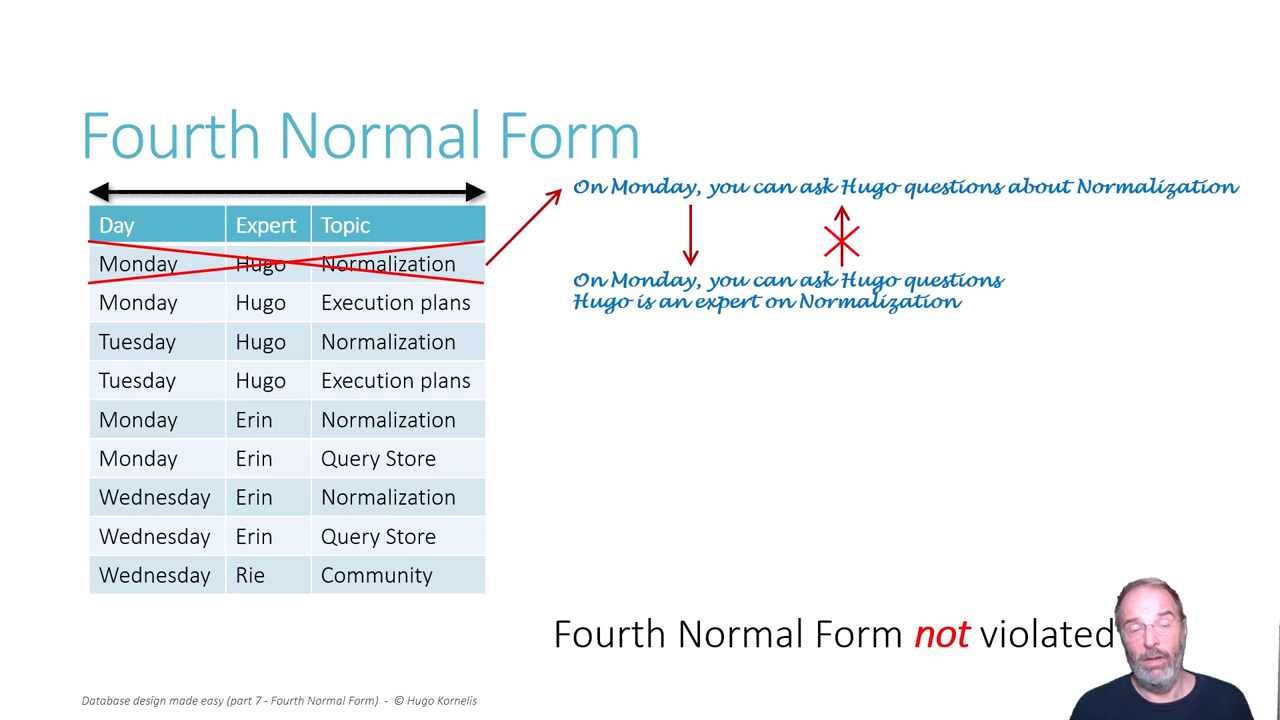 Fourth Normal Form
On Monday, you can ask Hugo questions about Normalization
Day Expert Topic
Monday Hugo Normalization
On Monday, you can ask Hugo questions
Hugo is an expert on Normalization
Monday Hugo Execution plans
Tuesday Hugo Normalization
Tuesday Hugo Execution plans
Monday Erin Normalization
Monday Erin Query Store
Wednesday Erin Normalization
Wednesday Erin Query Store
Wednesday Rie Community
Fourth Normal Form not violated
Database design made easy (part 7 - Fourth Normal Form) - © Hugo Kornelis